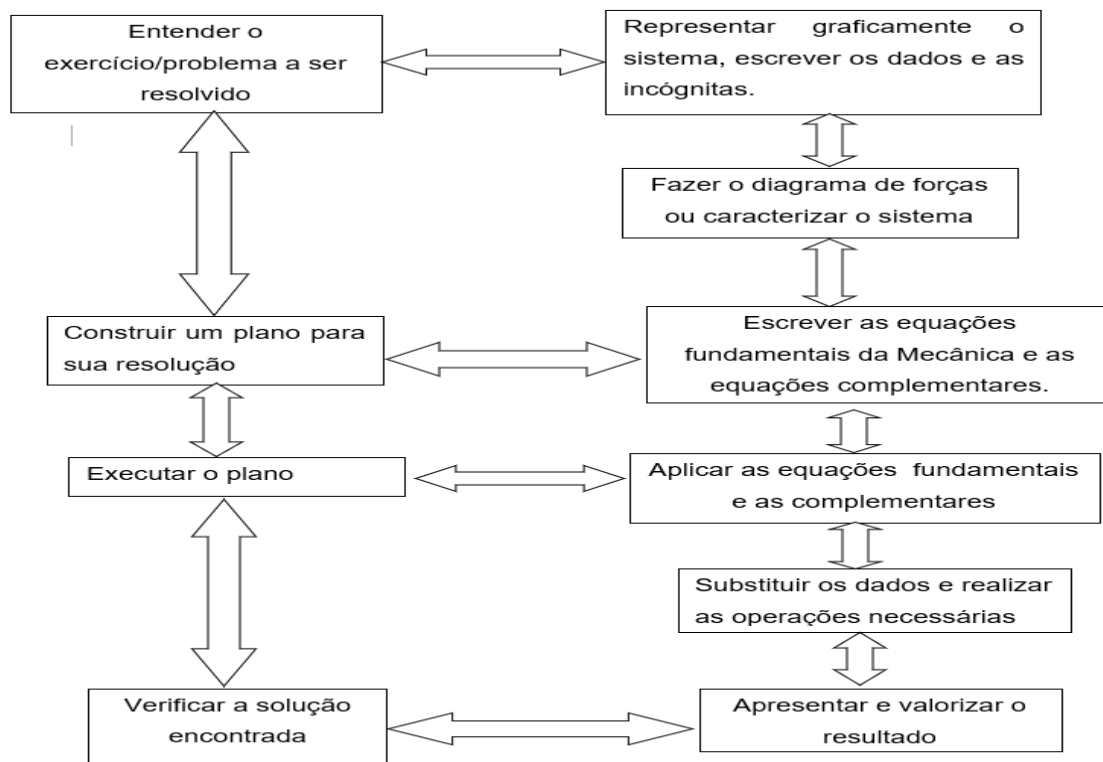 Entender o
exercício/problema a ser
resolvido
Representar graficamente o
sistema, escrever os dados e as
incógnitas.
Fazer o diagrama de forças
ou caracterizar o sistema
Construir um plano para
sua resolução
Escrever as equações
fundamentais da Mecânica e as
equações complementares.
Executar o plano
Aplicar as equações fundamentais
e as complementares
Substituir os dados e realizar
as operações necessárias
Verificar a solução
encontrada
Apresentar e valorizar o
resultado